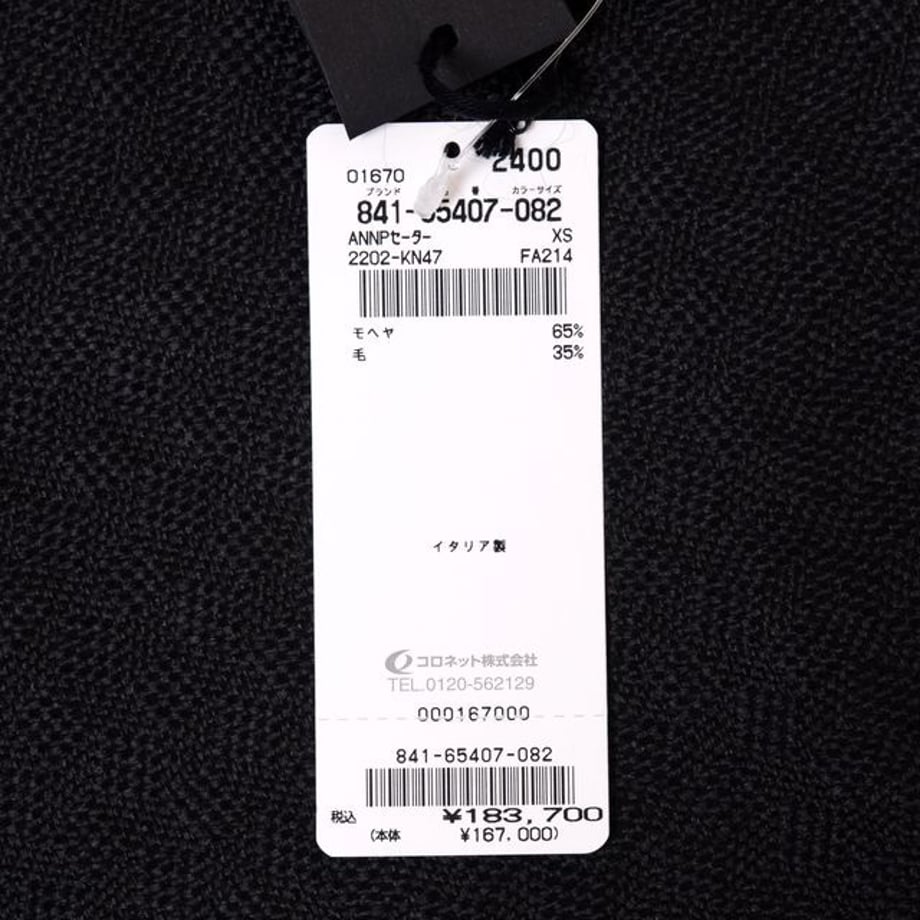 2400
01670
ブランド 番 カラーサイズ
841- 5407-082
ANNPセーター XS
2202-KN47 FA214
モヘヤ 65%
毛 35%
イタリア製
コロネット株式会社
TEL.0120-562129
000167000
841-65407-082
税込 ¥183,700
(本体 ¥167.000)